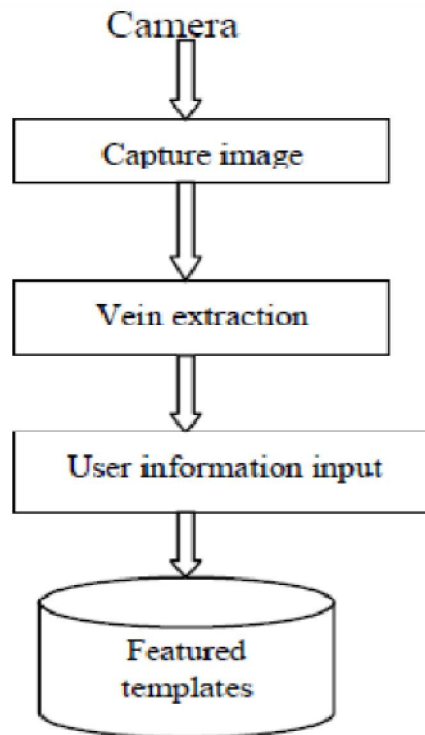 Camera
Capture image
Vein extraction
User information input
Featured
templates